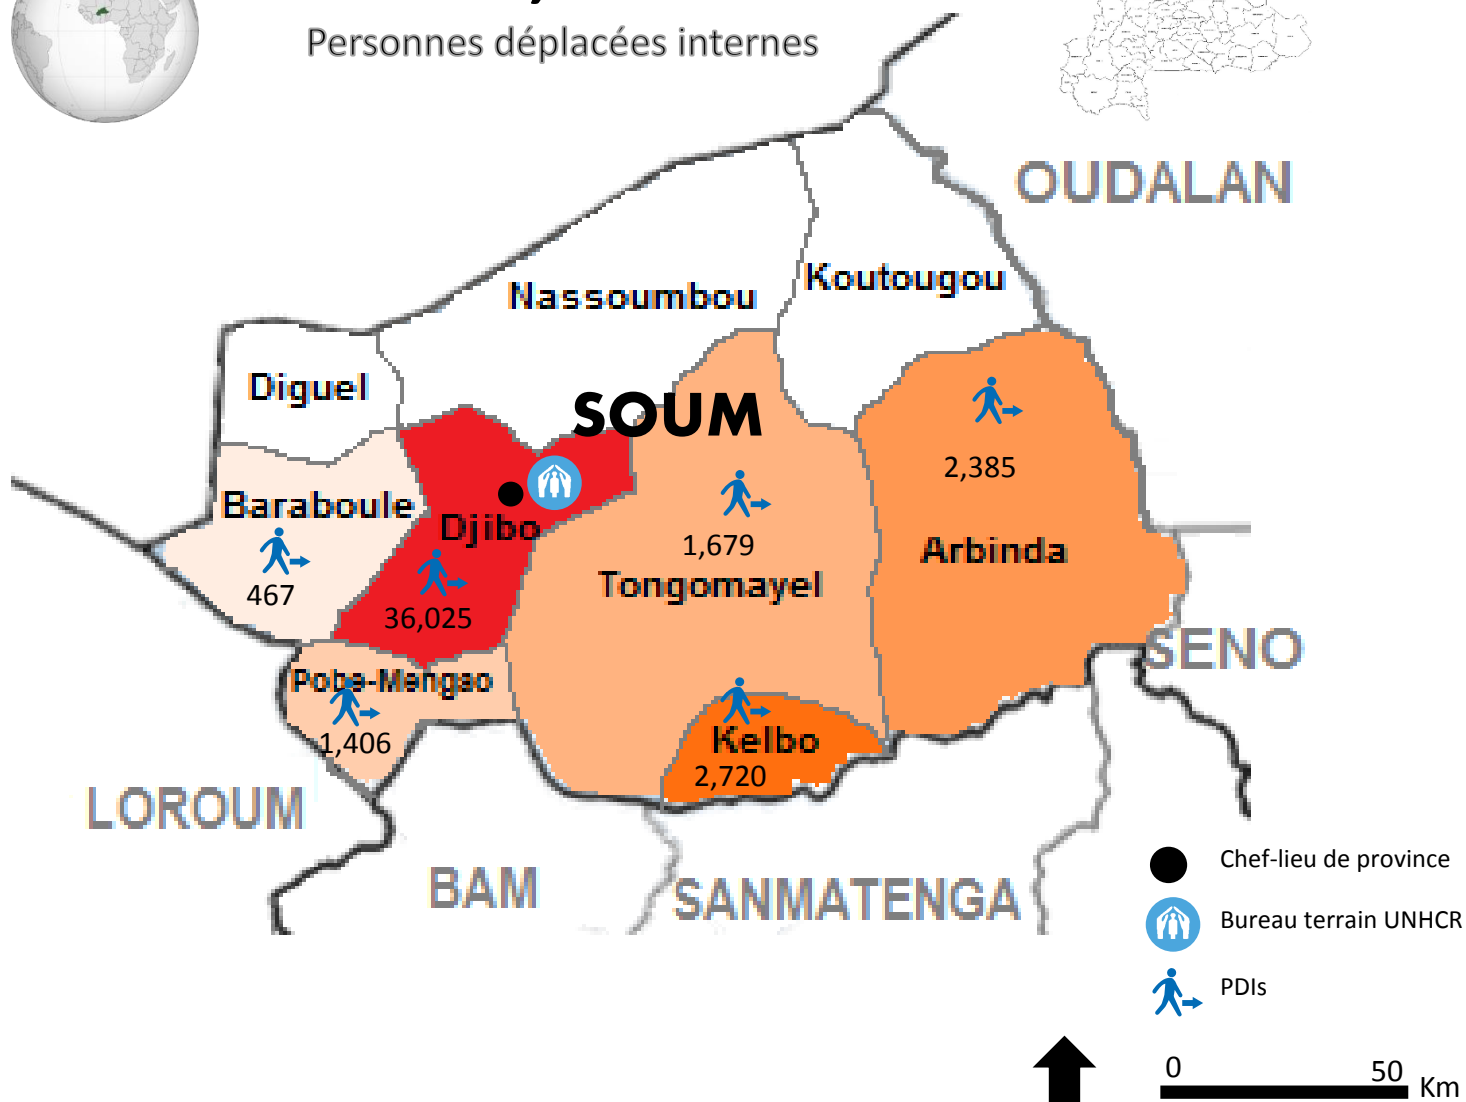 Personnes déplacées internes
OUDALAN
Koutougou
Nassoumbou
Diguel
SOUM
2,385
Baraboule
Djibo
1,679
Arbinda
467
Tongomayel
36,025
SENO
Pobe-Mengao
1,406
Kelbo
2,720
LOROUM
BAM
SANMATENGA
Chef-lieu de province
Bureau terrain UNHCR
PDIs
0 50 Km